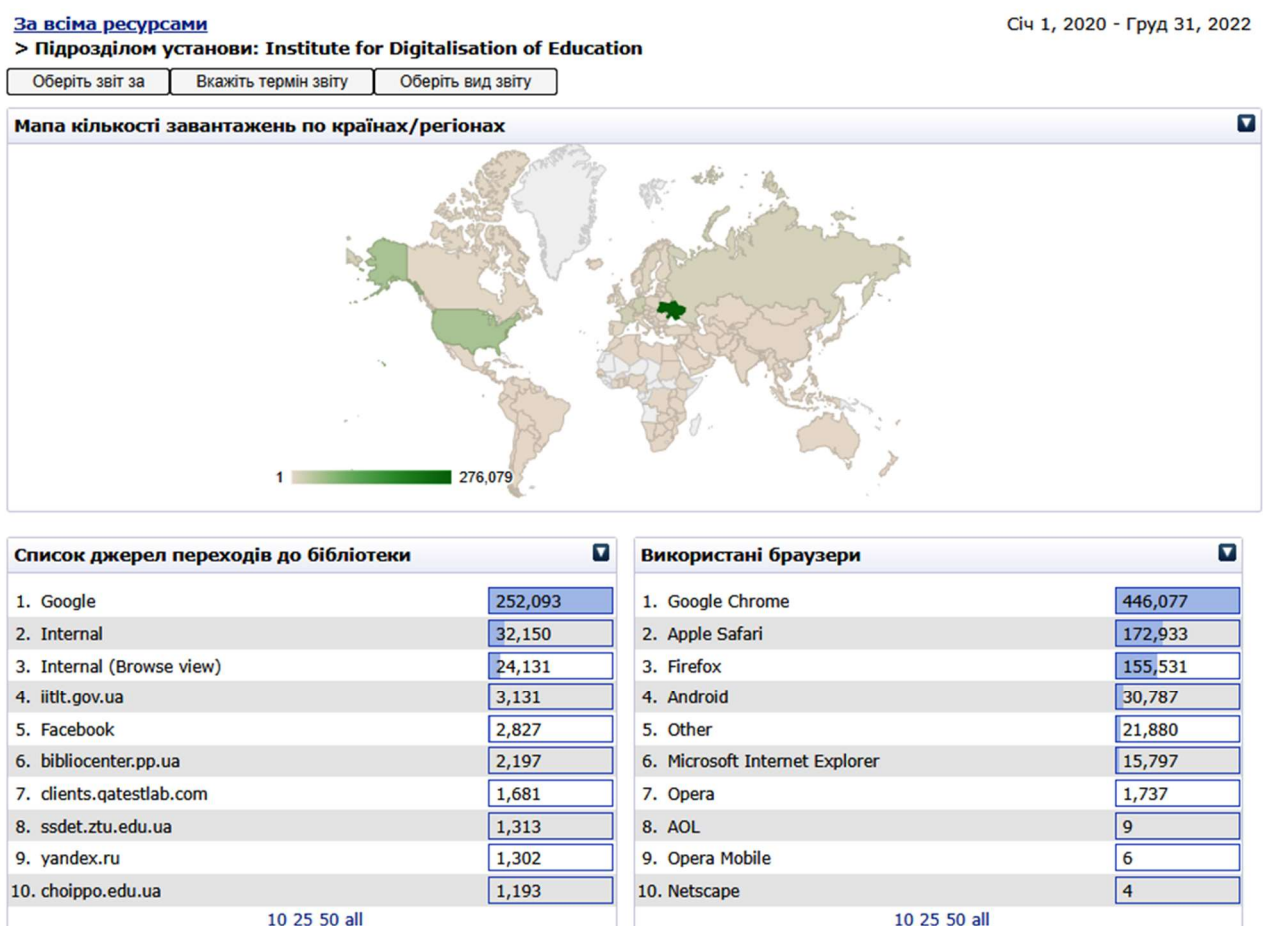 За всіма ресурсами
Січ 1, 2020 - Груд 31, 2022
> Підрозділом установи: Institute for Digitalisation of Education
Оберіть звіт за Вкажіть термін звіту Оберіть вид звіту
Мапа кількості завантажень по країнах/регіонах
1 276,079
Список джерел переходів до бібліотеки
1. Google 252,093
2. Internal 32,150
3. Internal (Browse view) 24,131
4. iitlt.gov.ua 3,131
5. Facebook 2,827
6. bibliocenter.pp.ua 2,197
7. clients.qatestlab.com 1,681
8. ssdet.ztu.edu.ua 1,313
9. yandex.ru 1,302
10. choippo.edu.ua 1,193
10 25 50 all
Використані браузери
1. Google Chrome 446,077
2. Apple Safari 172,933
3. Firefox 155,531
4. Android 30,787
5. Other 21,880
6. Microsoft Internet Explorer 15,797
7. Opera 1,737
8. AOL 9
9. Opera Mobile 6
10. Netscape 4
10 25 50 all